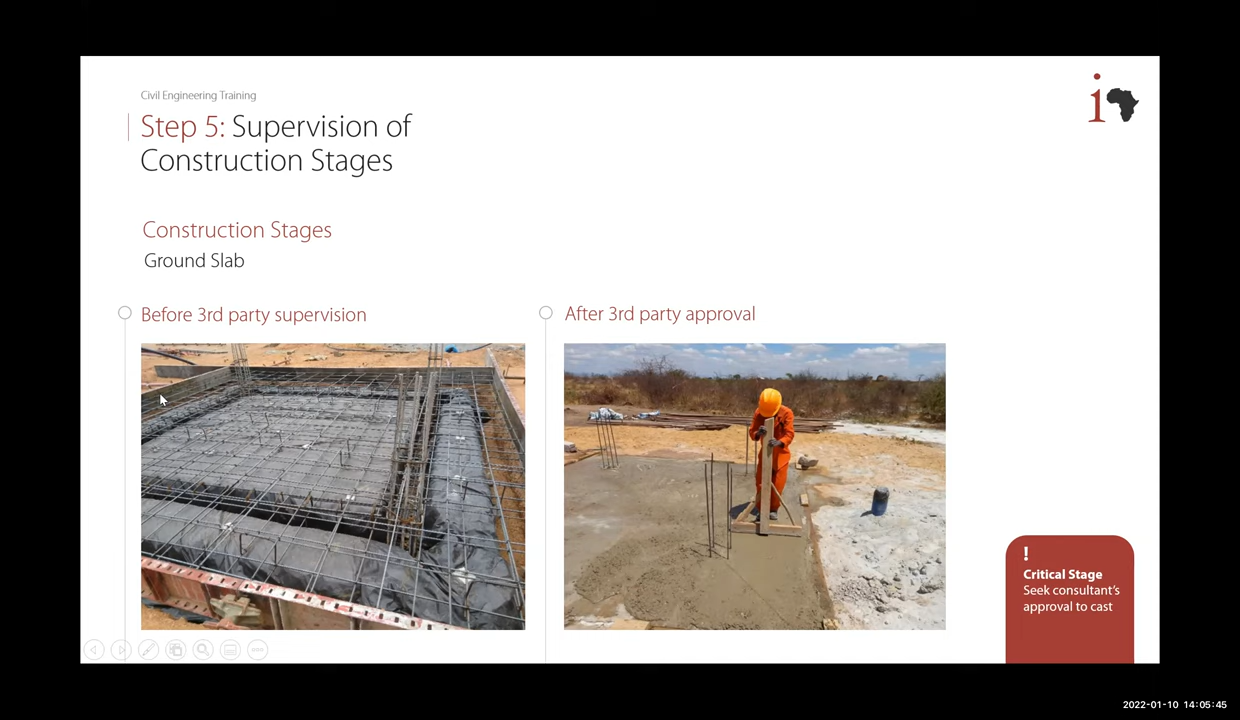 Civil Engineering Training
Step 5: Supervision of
Construction Stages
Construction Stages
Ground Slab
Before 3rd party supervision
After 3rd party approval
!
Critical Stage
Seek consultant's
approval to cast
i
2022-01-10 14:05:45